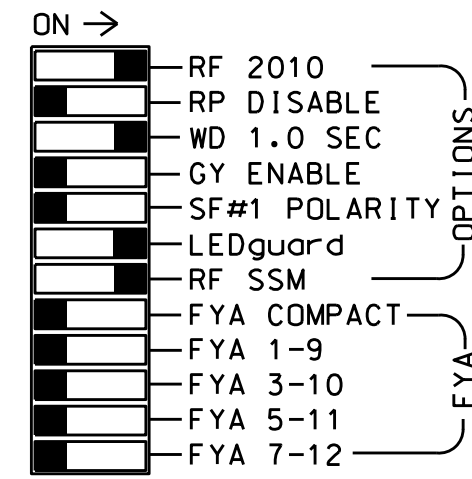 ON →
RF 2010
RP DISABLE
WD 1.0 SEC
GY ENABLE
SF#1 POLARITY
LEDguard
RF SSM
OPTIONS
FYA COMPACT
FYA 1-9
FYA 3-10
FYA 5-11
FYA 7-12
FYA